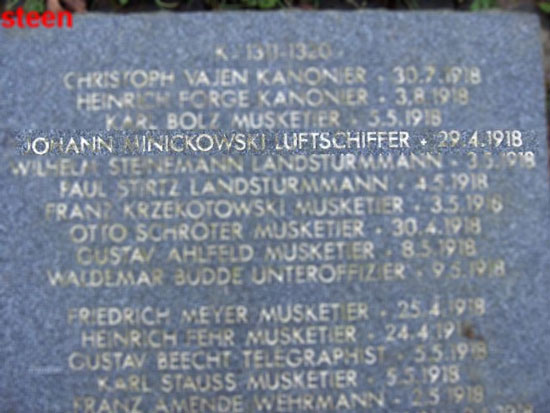 steen
K. 1311-1320
CHRISTOPH VAJEN KANONIER · 30.7.1918
HEINRICH FORGE KANONIER · 3.8.1918
KARL BOLZ MUSKETIER · 5.5.1918
JOHANN MINICKOWSKI LUFTSCHIFFER · 29.4.1918
WILHELM STEINEMANN LANDSTURMMANN · 3.5.1918
PAUL STIRTZ LANDSTURMMANN · 4.5.1918
FRANZ KRZEKOTOWSKI MUSKETIER · 3.5.1918
OTTO SCHRÖTER MUSKETIER · 30.4.1918
GUSTAV AHLFELD MUSKETIER · 8.5.1918
WALDEMAR BUDDE UNTEROFFIZIER · 9.5.1918
FRIEDRICH MEYER MUSKETIER · 25.4.1918
HEINRICH FEHR MUSKETIER · 24.4.191
GUSTAV BEECHT TELEGRAPHIST · 5.5.1918
KARL STAUSS MUSKETIER · 5.5.1918
FRANZ AMENDE WEHRMANN · 2.5.1918